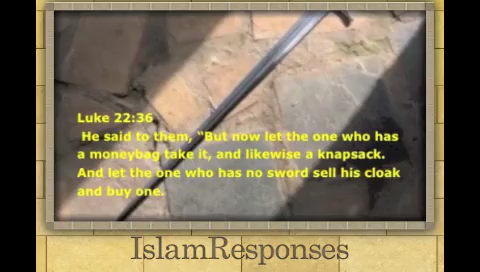 Luke 22:36
He said to them, “But now let the one who has
a moneybag take it, and likewise a knapsack.
And let the one who has no sword sell his cloak
and buy one.
IslamResponses